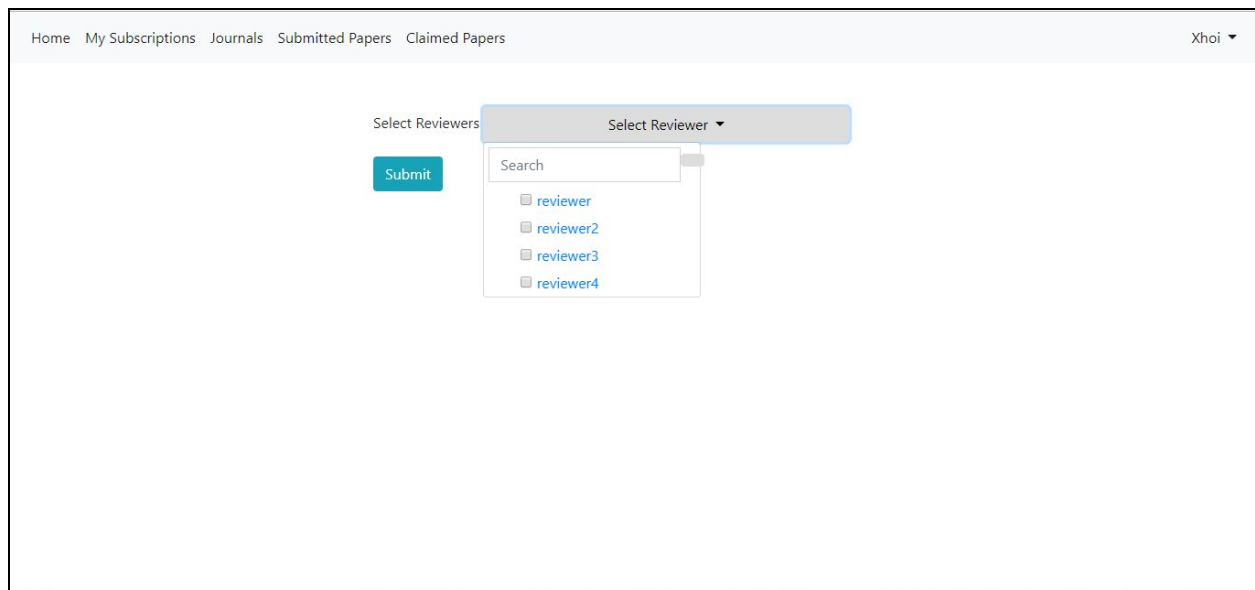 Home My Subscriptions Journals Submitted Papers Claimed Papers Xhoi
Select Reviewers Select Reviewer
Search
Submit
reviewer
reviewer2
reviewer3
reviewer4